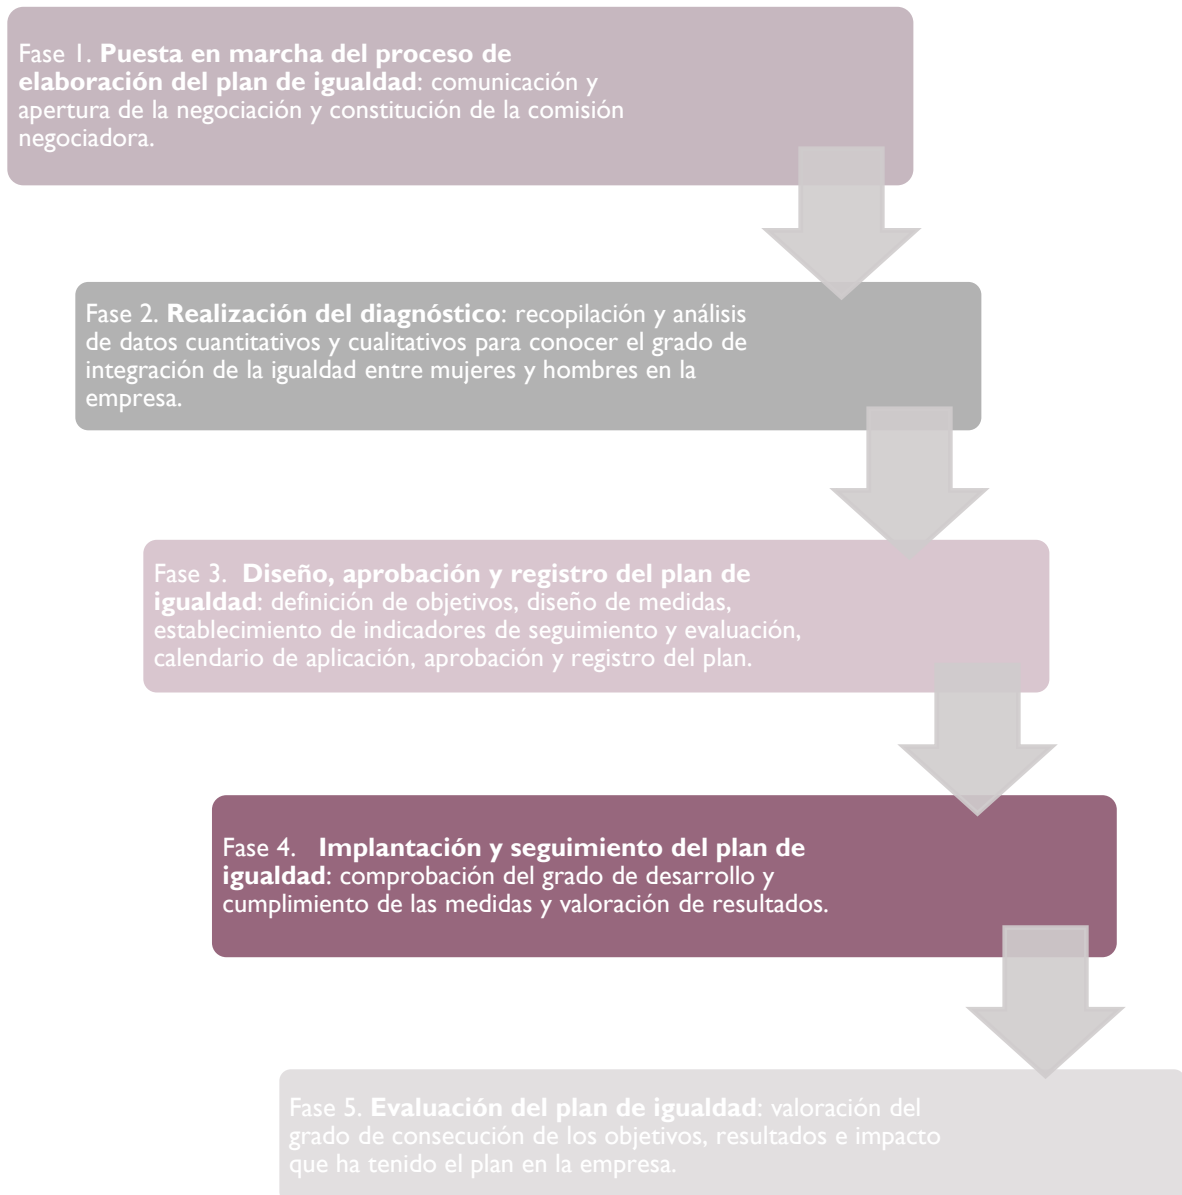 Fase 1. Puesta en marcha del proceso de
elaboración del plan de igualdad: comunicación y
apertura de la negociación y constitución de la comisión
negociadora.
Fase 2. Realización del diagnóstico: recopilación y análisis
de datos cuantitativos y cualitativos para conocer el grado de
integración de la igualdad entre mujeres y hombres en la
empresa.
Fase 3. Diseño, aprobación y registro del plan de
igualdad: definición de objetivos, diseño de medidas,
establecimiento de indicadores de seguimiento y evaluación,
calendario de aplicación, aprobación y registro del plan.
Fase 4. Implantación y seguimiento del plan de
igualdad: comprobación del grado de desarrollo y
cumplimiento de las medidas y valoración de resultados.
Fase 5. Evaluación del plan de igualdad: valoración del
grado de consecución de los objetivos, resultados e impacto
que ha tenido el plan en la empresa.